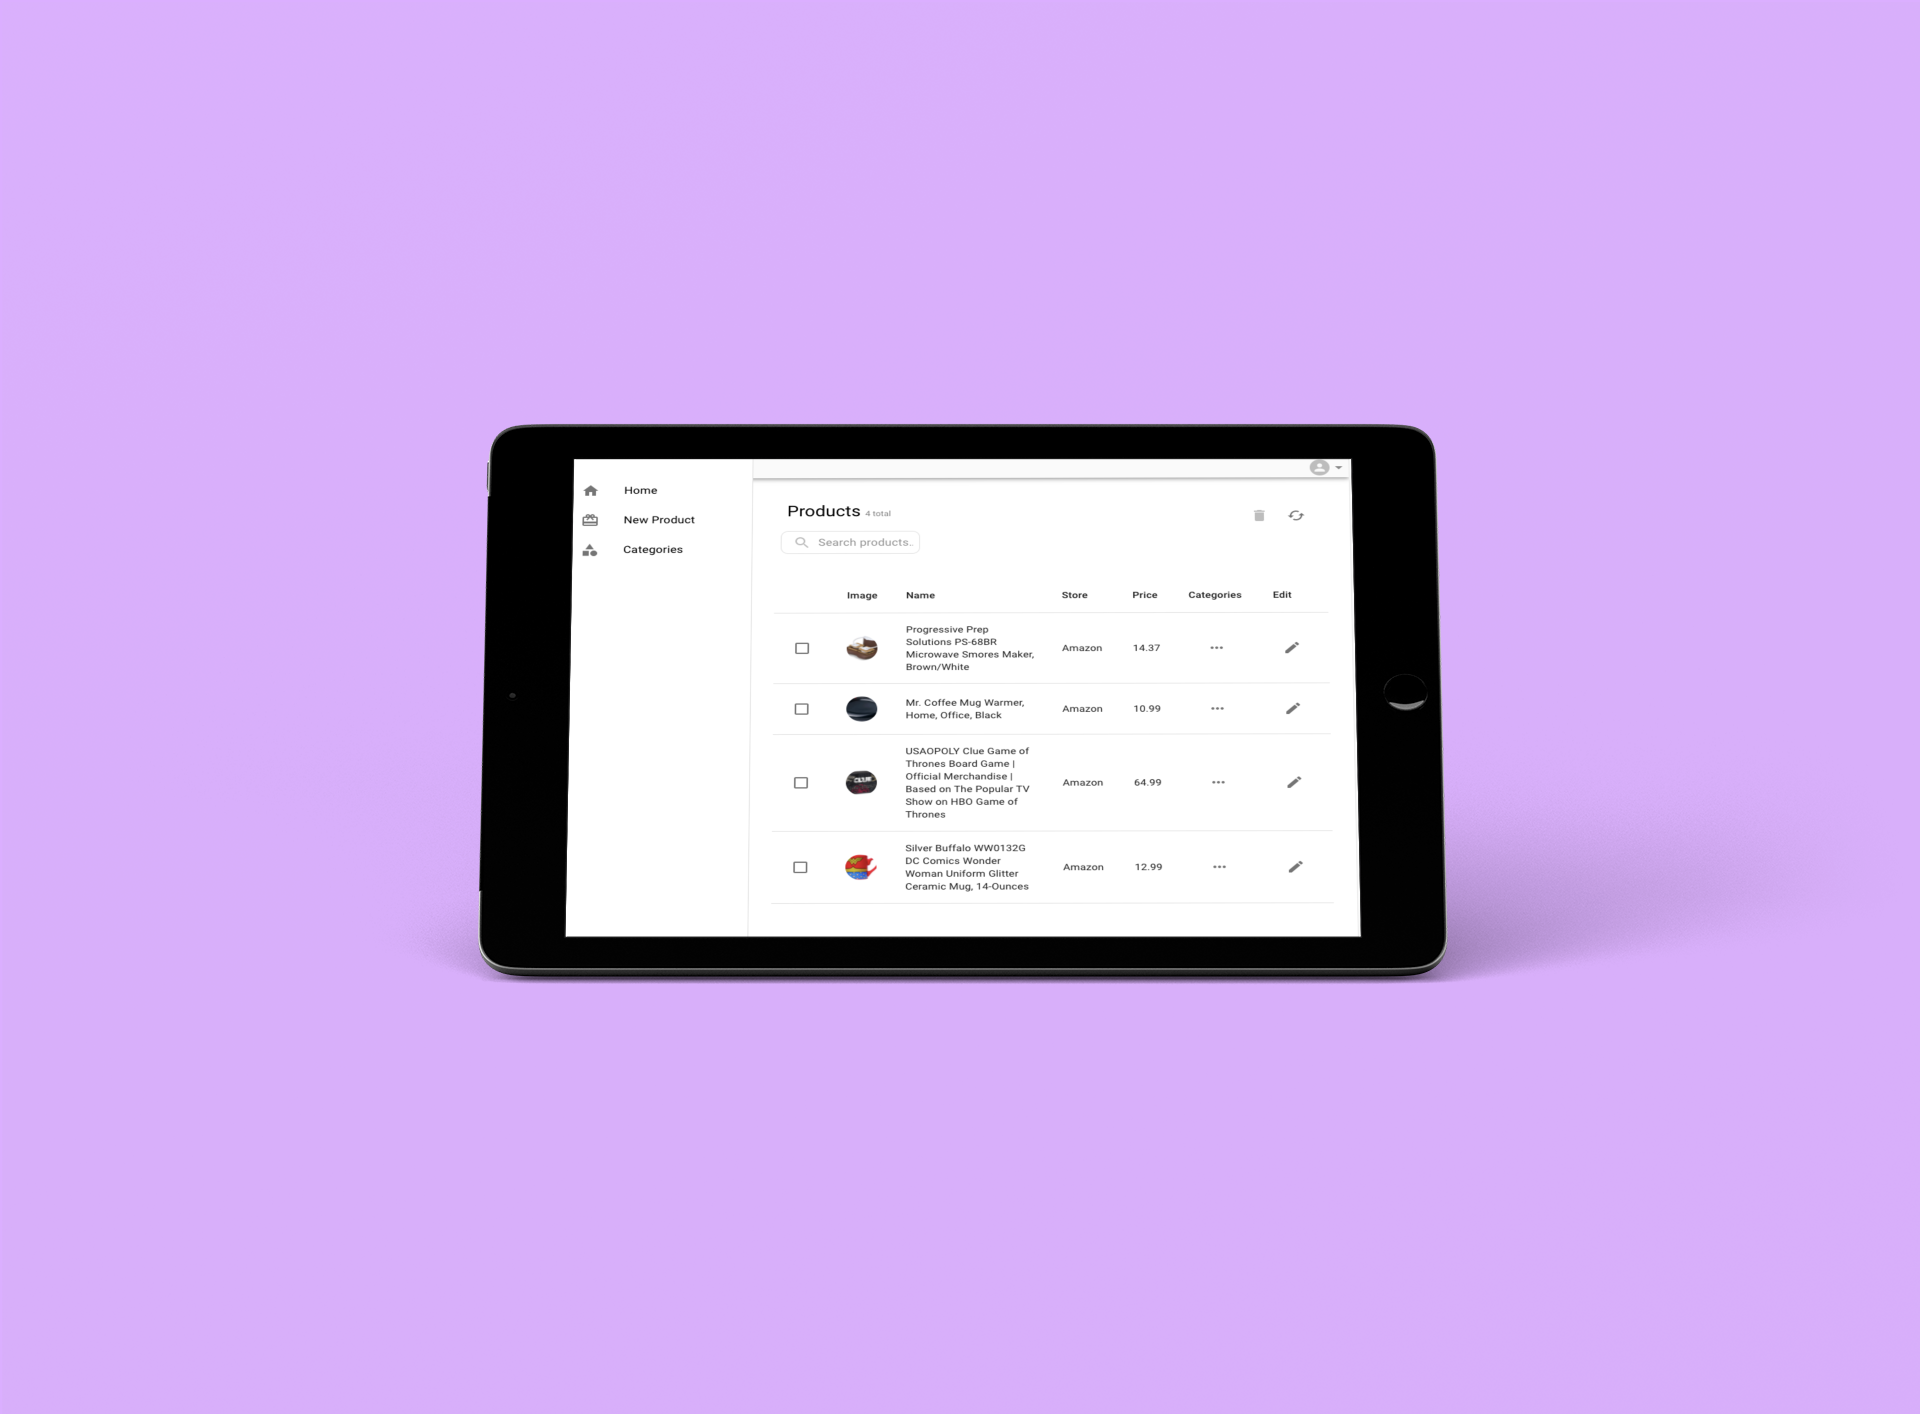 Home
New Product
Categories
Products 4 total
Search products..
Image Name Store Price Categories Edit
Progressive Prep
Solutions PS-68BR
Microwave Smores Maker,
Brown/White
Amazon 14.37
Mr. Coffee Mug Warmer,
Home, Office, Black
Amazon 10.99
USAOPOLY Clue Game of
Thrones Board Game |
Official Merchandise |
Based on The Popular TV
Show on HBO Game of
Thrones
Amazon 64.99
Silver Buffalo WW0132G
DC Comics Wonder
Woman Uniform Glitter
Ceramic Mug, 14-Ounces
Amazon 12.99